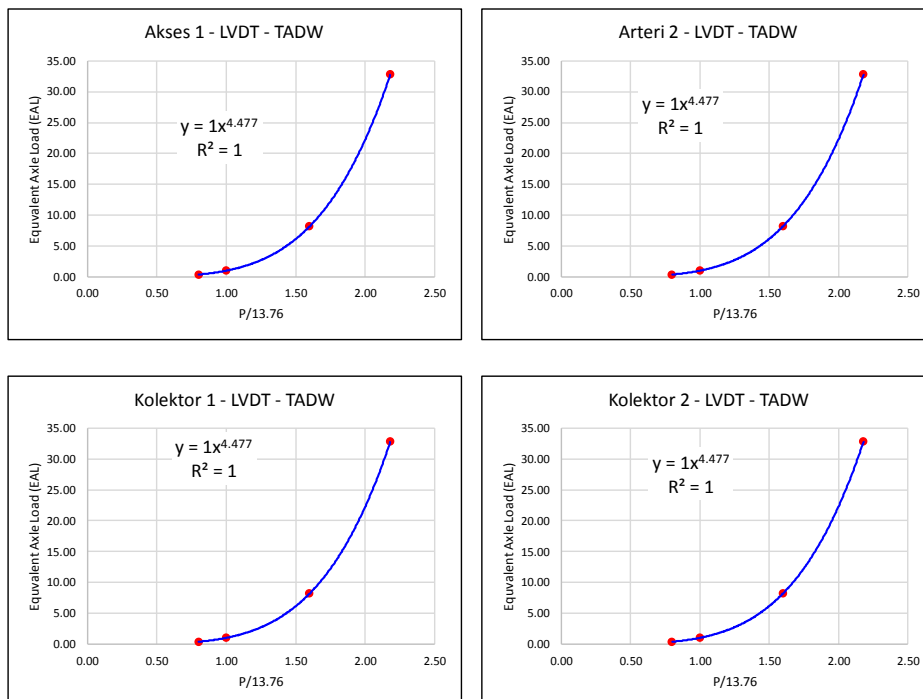 Akses 1 - LVDT - TADW
35.00
30.00
25.00
20.00
15.00
10.00
5.00
0.00
Equvalent Axle Load (EAL)
y = 1x^4.477
R² = 1
0.00 0.50 1.00 1.50 2.00 2.50
P/13.76
Arteri 2 - LVDT - TADW
35.00
30.00
25.00
20.00
15.00
10.00
5.00
0.00
Equvalent Axle Load (EAL)
y = 1x^4.477
R² = 1
0.00 0.50 1.00 1.50 2.00 2.50
P/13.76
Kolektor 1 - LVDT - TADW
35.00
30.00
25.00
20.00
15.00
10.00
5.00
0.00
Equvalent Axle Load (EAL)
y = 1x^4.477
R² = 1
0.00 0.50 1.00 1.50 2.00 2.50
P/13.76
Kolektor 2 - LVDT - TADW
35.00
30.00
25.00
20.00
15.00
10.00
5.00
0.00
Equvalent Axle Load (EAL)
y = 1x^4.477
R² = 1
0.00 0.50 1.00 1.50 2.00 2.50
P/13.76